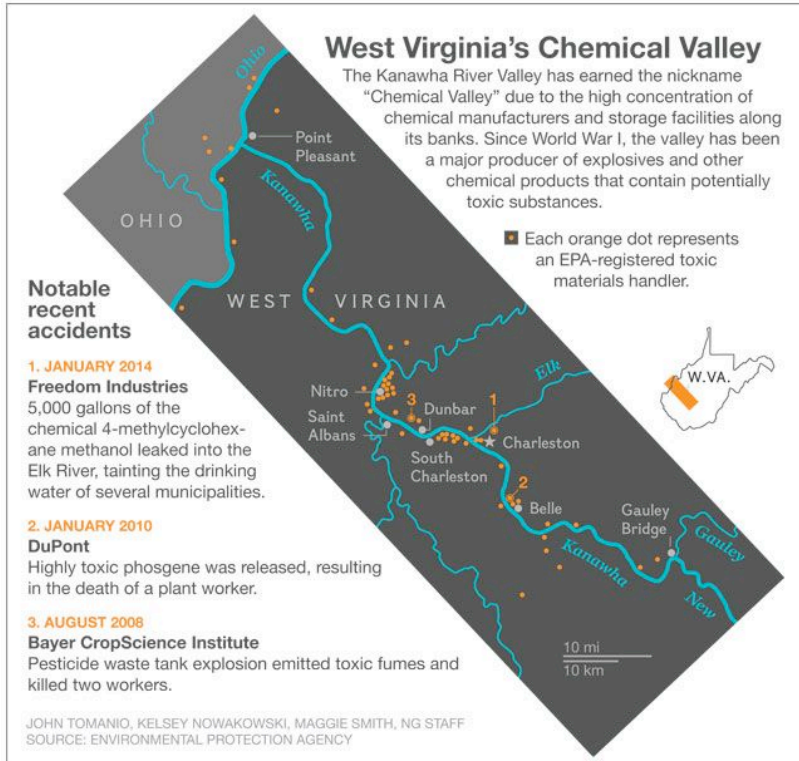 West Virginia's Chemical Valley
The Kanawha River Valley has earned the nickname
“Chemical Valley” due to the high concentration of
chemical manufacturers and storage facilities along
its banks. Since World War I, the valley has been
a major producer of explosives and other
chemical products that contain potentially
toxic substances.
Each orange dot represents
an EPA-registered toxic
materials handler.
Ohio
Point
Pleasant
Kanawha
OHIO
WEST VIRGINIA
W.VA.
Elk
Nitro
3
Dunbar
1
Saint
Albans
Charleston
South
Charleston
2
Belle
Gauley
Bridge
Gauley
Kanawha
New
10 mi
10 km
Notable
recent
accidents
1. JANUARY 2014
Freedom Industries
5,000 gallons of the
chemical 4-methylcyclohex-
ane methanol leaked into the
Elk River, tainting the drinking
water of several municipalities.
2. JANUARY 2010
DuPont
Highly toxic phosgene was released, resulting
in the death of a plant worker.
3. AUGUST 2008
Bayer CropScience Institute
Pesticide waste tank explosion emitted toxic fumes and
killed two workers.
JOHN TOMANIO, KELSEY NOWAKOWSKI, MAGGIE SMITH, NG STAFF
SOURCE: ENVIRONMENTAL PROTECTION AGENCY